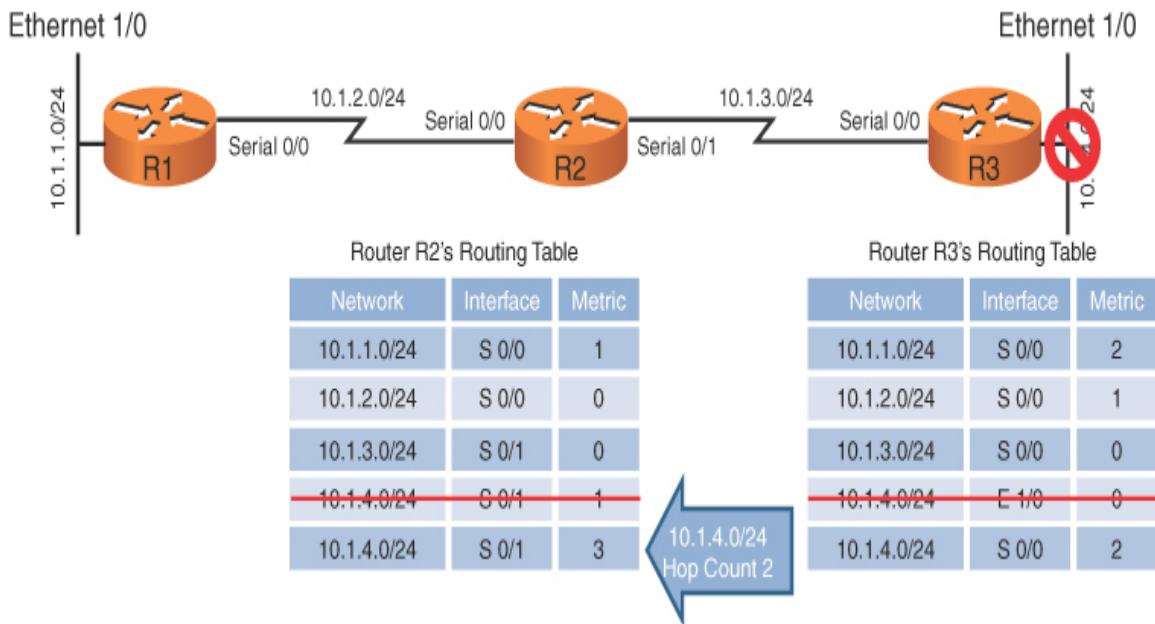 Ethernet 1/0
Ethernet 1/0
10.1.1.0/24
10.1.2.0/24
10.1.3.0/24
Serial 0/0
Serial 0/0
Serial 0/0
Serial 0/1
R1
R2
R3
Router R2's Routing Table
Network Interface Metric
10.1.1.0/24 S 0/0 1
10.1.2.0/24 S 0/0 0
10.1.3.0/24 S 0/1 0
10.1.4.0/24 S 0/1 1
10.1.4.0/24 S 0/1 3
10.1.4.0/24
Hop Count 2
Router R3's Routing Table
Network Interface Metric
10.1.1.0/24 S 0/0 2
10.1.2.0/24 S 0/0 1
10.1.3.0/24 S 0/0 0
10.1.4.0/24 E 1/0 0
10.1.4.0/24 S 0/0 2